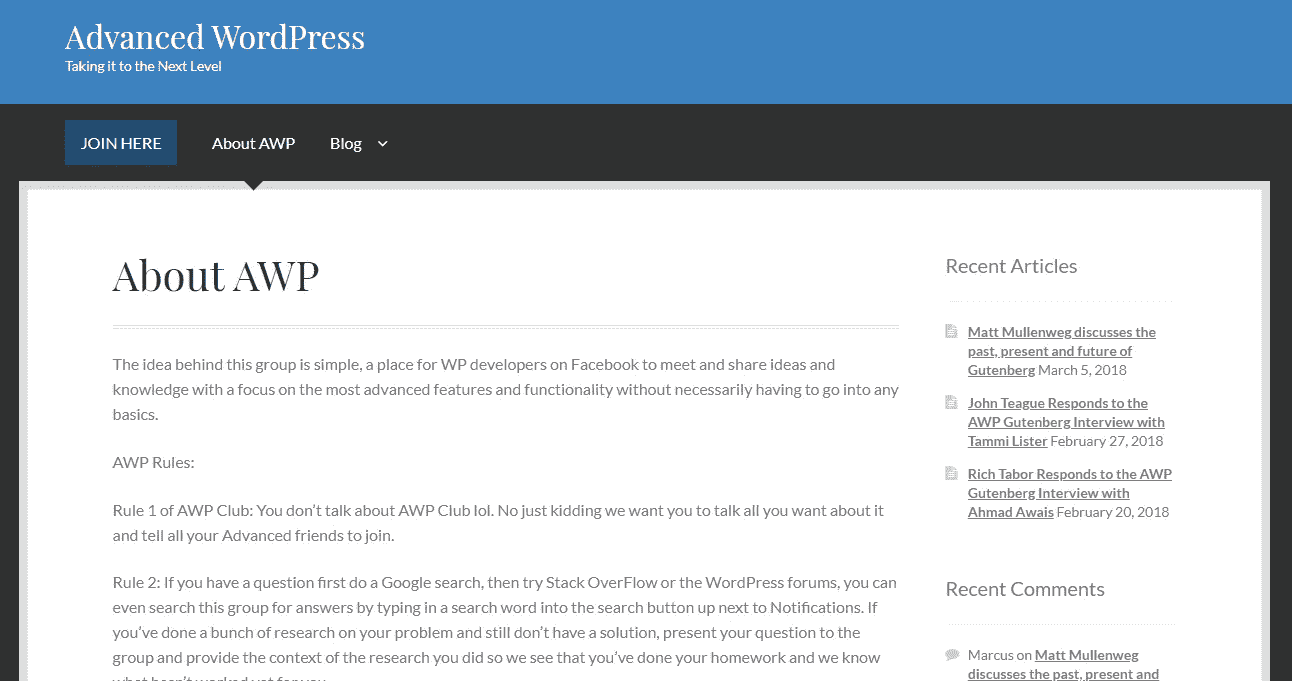 Advanced WordPress
Taking it to the Next Level
JOIN HERE
About AWP
Blog
About AWP
The idea behind this group is simple, a place for WP developers on Facebook to meet and share ideas and
knowledge with a focus on the most advanced features and functionality without necessarily having to go into any
basics.
AWP Rules:
Rule 1 of AWP Club: You don’t talk about AWP Club lol. No just kidding we want you to talk all you want about it
and tell all your Advanced friends to join.
Rule 2: If you have a question first do a Google search, then try Stack OverFlow or the WordPress forums, you can
even search this group for answers by typing in a search word into the search button up next to Notifications. If
you’ve done a bunch of research on your problem and still don’t have a solution, present your question to the
group and provide the context of the research you did so we see that you’ve done your homework and we know
what hasn’t worked yet for you.
Recent Articles
Matt Mullenweg discusses the
past, present and future of
Gutenberg March 5, 2018
John Teague Responds to the
AWP Gutenberg Interview with
Tammi Lister February 27, 2018
Rich Tabor Responds to the AWP
Gutenberg Interview with
Ahmad Awais February 20, 2018
Recent Comments
Marcus on Matt Mullenweg
discusses the past, present and